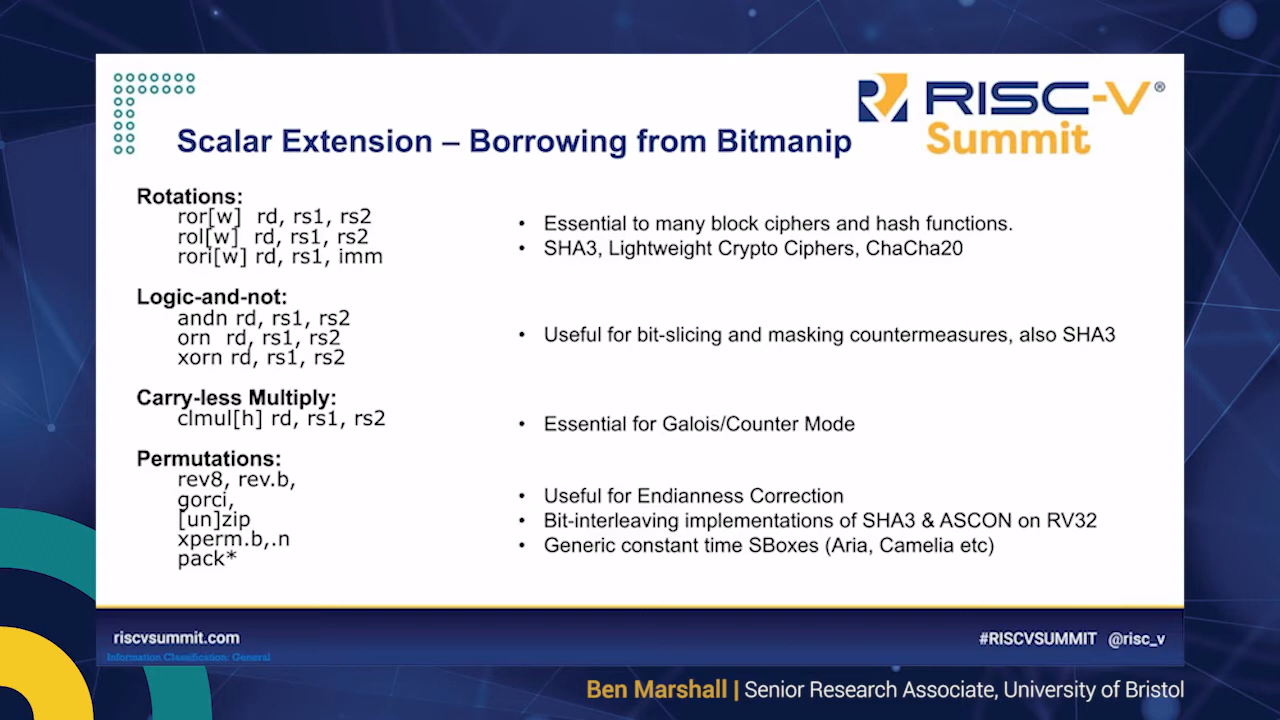 RISC-V®
Summit
Scalar Extension – Borrowing from Bitmanip
Rotations:
ror[w] rd, rs1, rs2
rol[w] rd, rs1, rs2
rori[w] rd, rs1, imm
• Essential to many block ciphers and hash functions.
• SHA3, Lightweight Crypto Ciphers, ChaCha20
Logic-and-not:
andn rd, rs1, rs2
orn rd, rs1, rs2
xorn rd, rs1, rs2
• Useful for bit-slicing and masking countermeasures, also SHA3
Carry-less Multiply:
clmul[h] rd, rs1, rs2
• Essential for Galois/Counter Mode
Permutations:
rev8, rev.b,
gorci,
[un]zip
xperm.b,.n
pack*
• Useful for Endianness Correction
• Bit-interleaving implementations of SHA3 & ASCON on RV32
• Generic constant time SBoxes (Aria, Camelia etc)
riscvsummit.com
#RISCVSUMMIT @risc_v
Information Classification: General
Ben Marshall | Senior Research Associate, University of Bristol